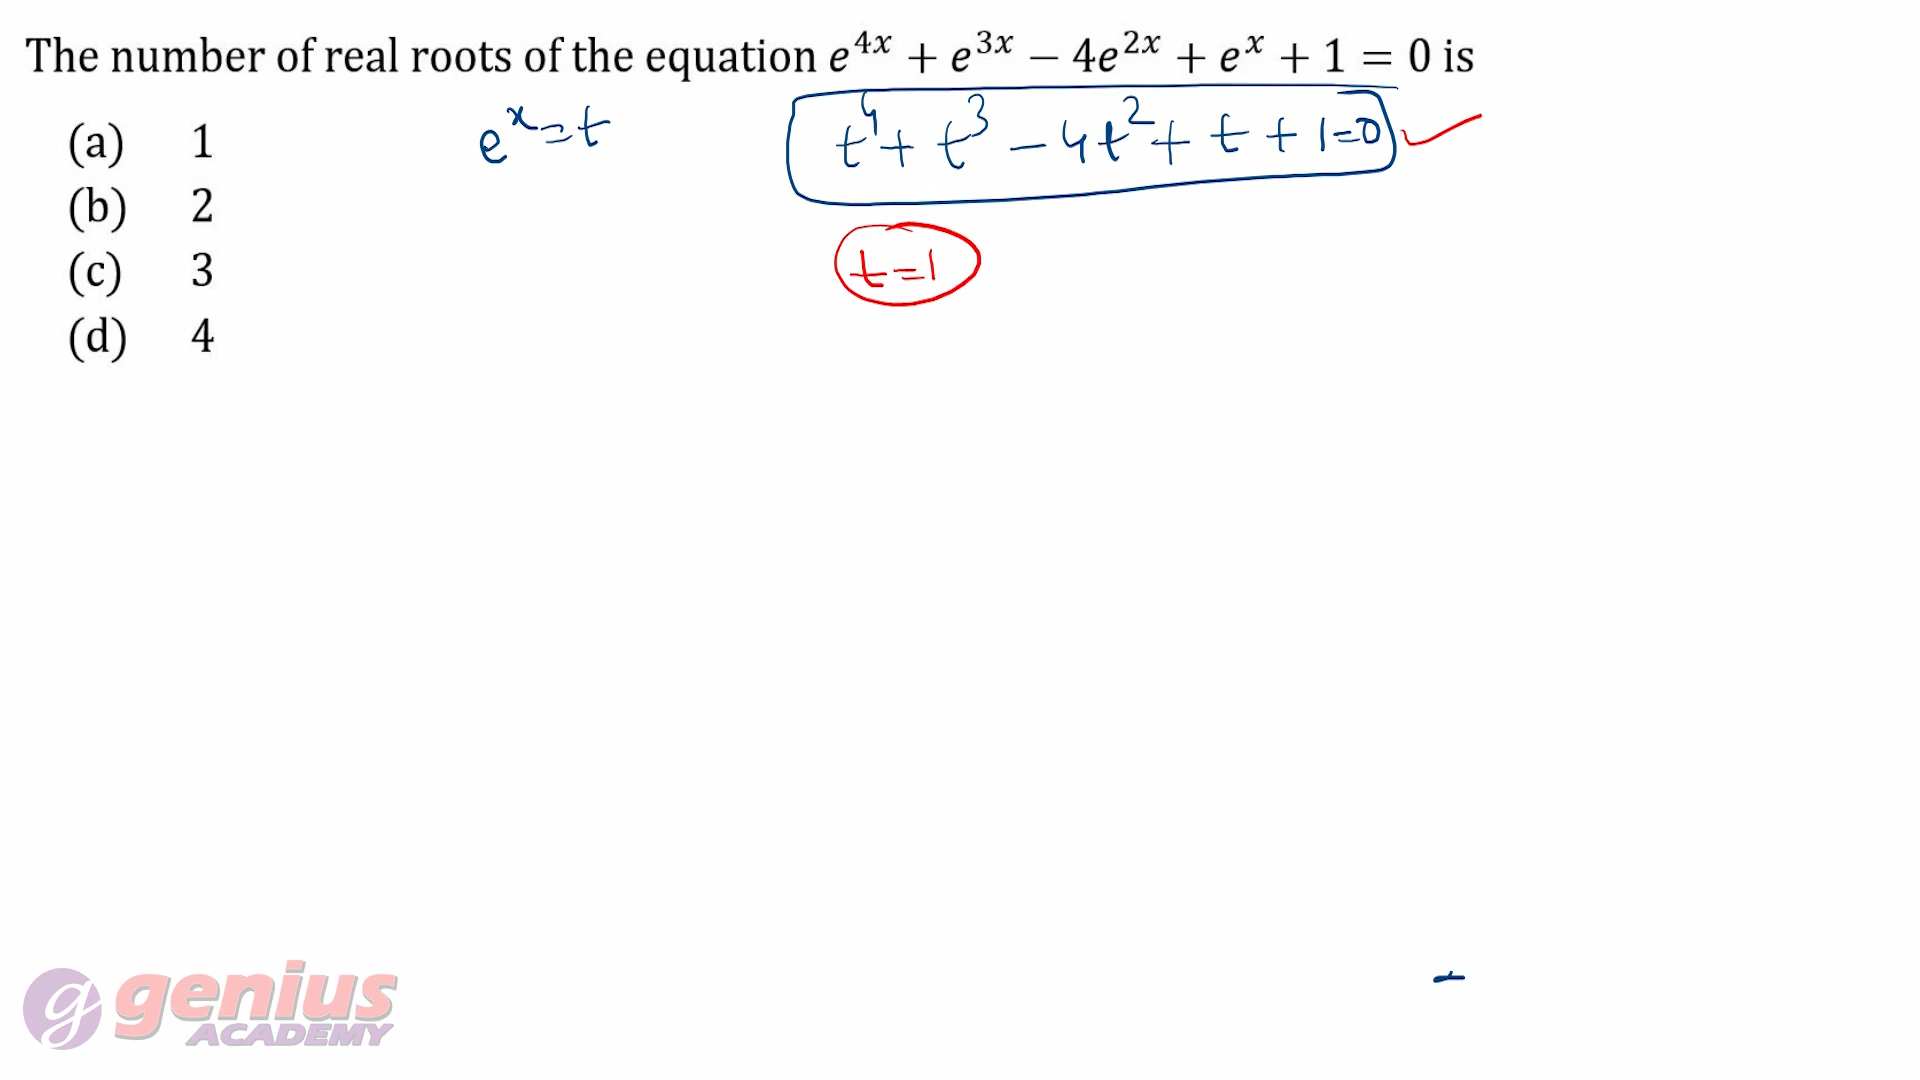 The number of real roots of the equation e^{4x} + e^{3x} − 4e^{2x} + e^{x} + 1 = 0 is
e^{x} = t
t^{4} + t^{3} − 4t^{2} + t + 1 = 0
(a) 1
(b) 2
t = 1
(c) 3
(d) 4
genius
ACADEMY